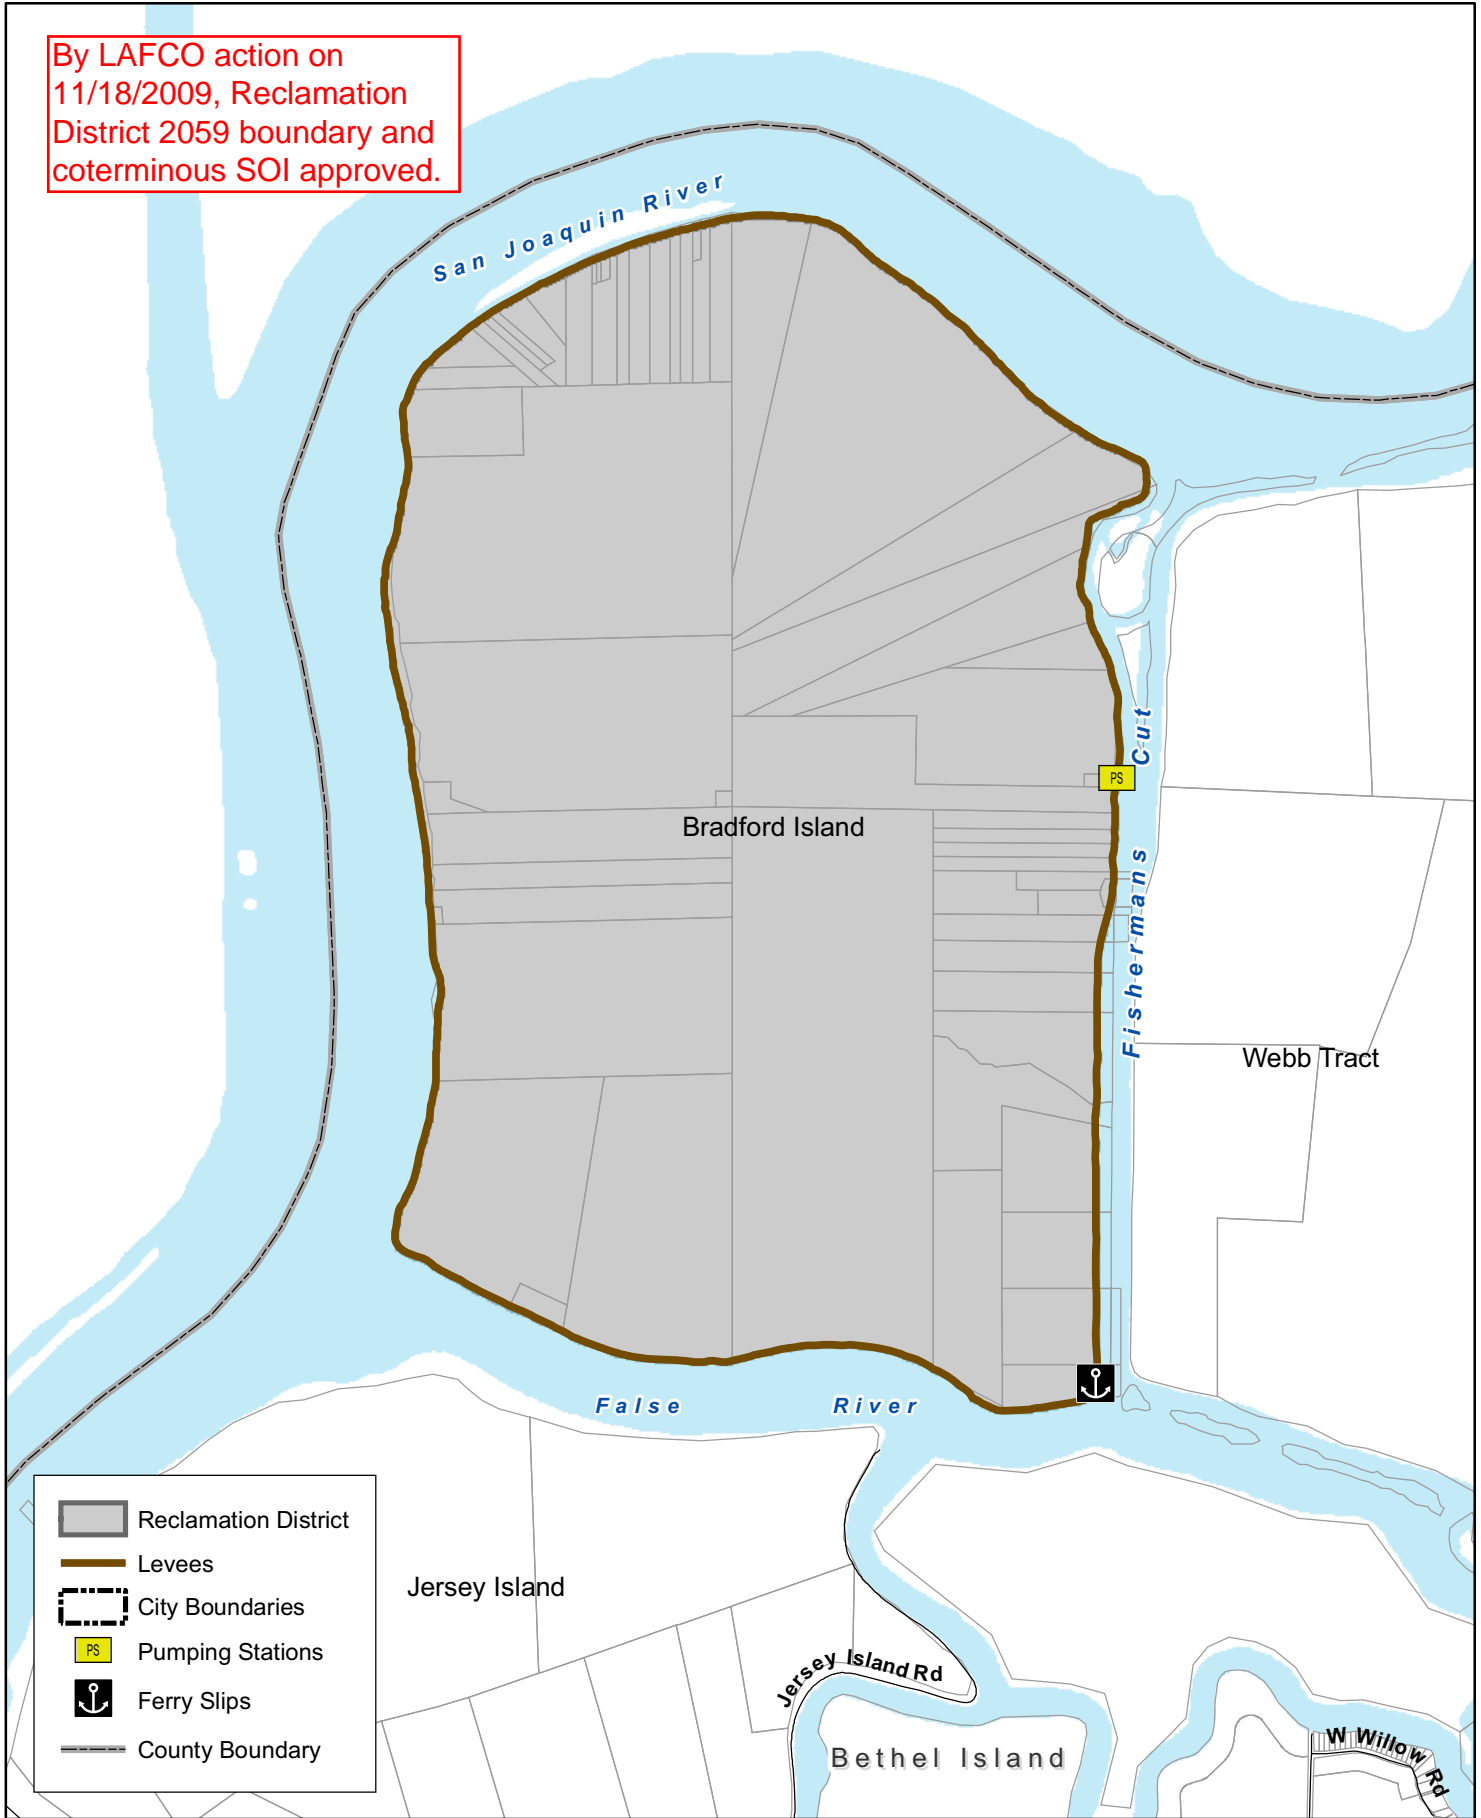 By LAFCO action on
11/18/2009, Reclamation
District 2059 boundary and
coterminous SOI approved.
San Joaquin River
Fishermans Cut
PS
Bradford Island
Webb Tract
False River
Reclamation District
Levees
City Boundaries
PS Pumping Stations
Ferry Slips
County Boundary
Jersey Island
Jersey Island Rd
Bethel Island
W Willow Rd